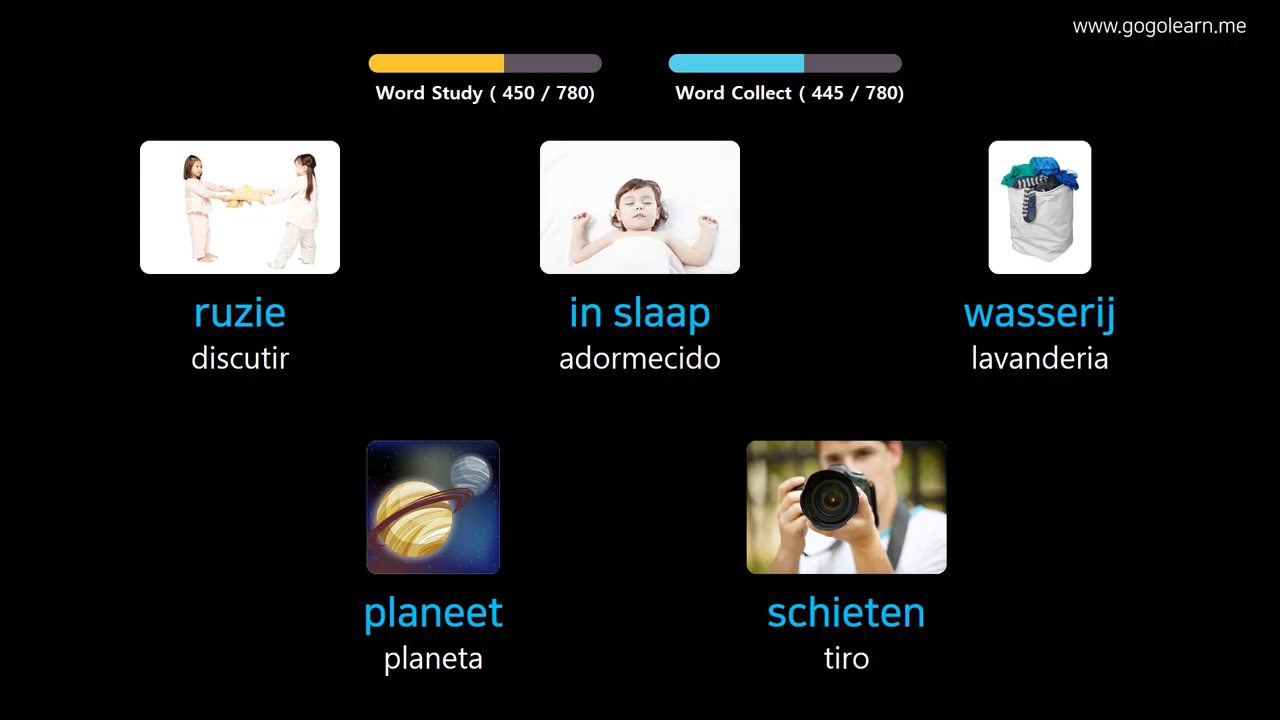 www.gogolearn.me
Word Study ( 450 / 780)
Word Collect ( 445 / 780)
ruzie
discutir
in slaap
adormecido
wasserij
lavanderia
planeet
planeta
schieten
tiro